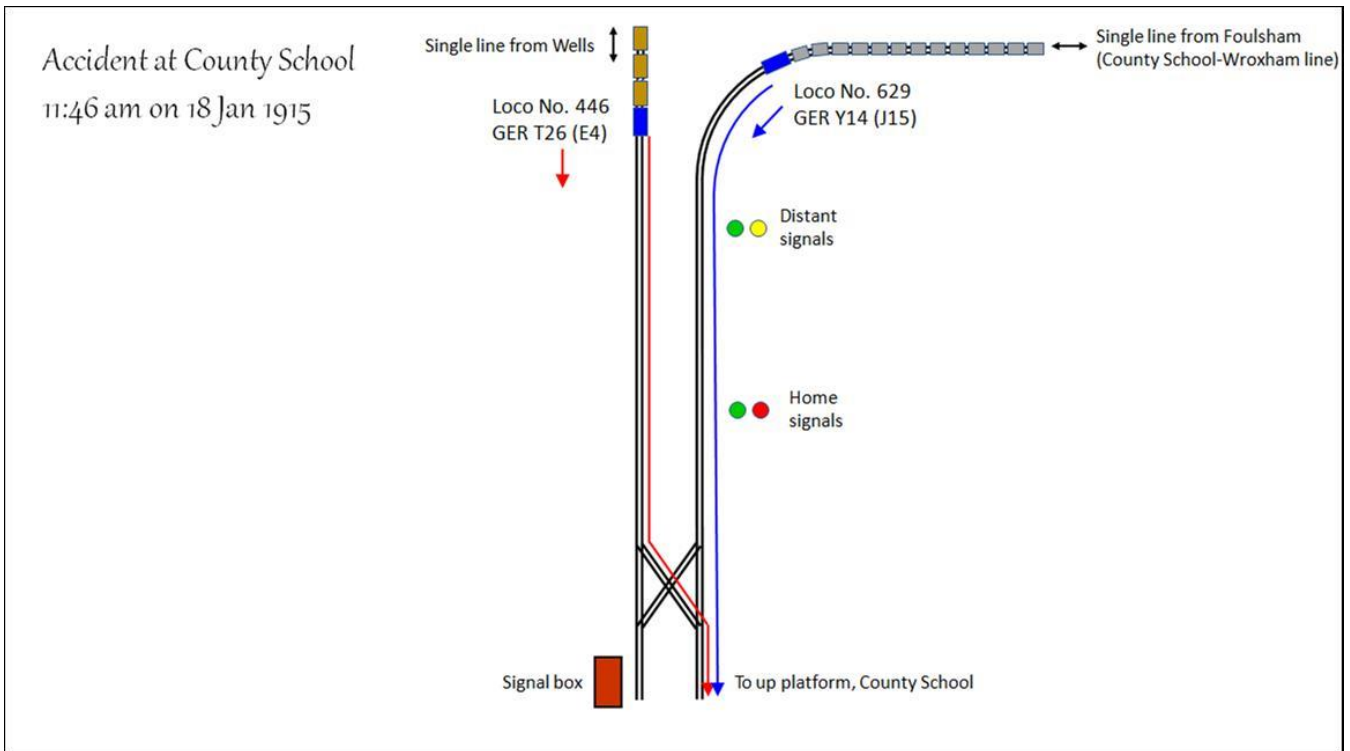 Accident at County School
11:46 am on 18 Jan 1915
Single line from Wells
Loco No. 446
GER T26 (E4)
Single line from Foulsham
(County School-Wroxham line)
Loco No. 629
GER Y14 (J15)
Distant
signals
Home
signals
Signal box
To up platform, County School